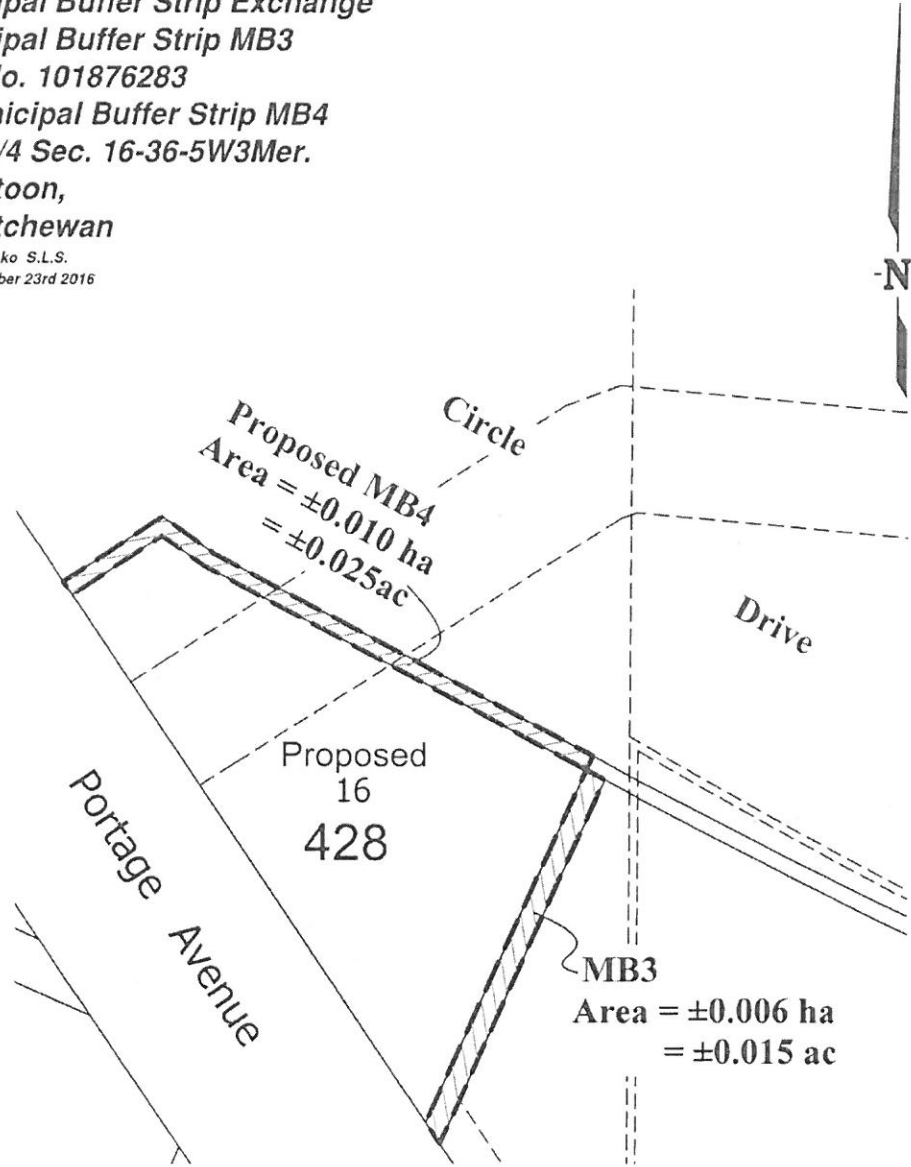 ipal Buffer Strip Exchange
ipal Buffer Strip MB3
o. 101876283
nicipal Buffer Strip MB4
/4 Sec. 16-36-5W3Mer.
toon,
tchewan
ko S.L.S.
ber 23rd 2016
-N
Circle
Proposed MB4
Area = ±0.010 ha
= ±0.025ac
Drive
Proposed
16
428
Portage Avenue
MB3
Area = ±0.006 ha
= ±0.015 ac